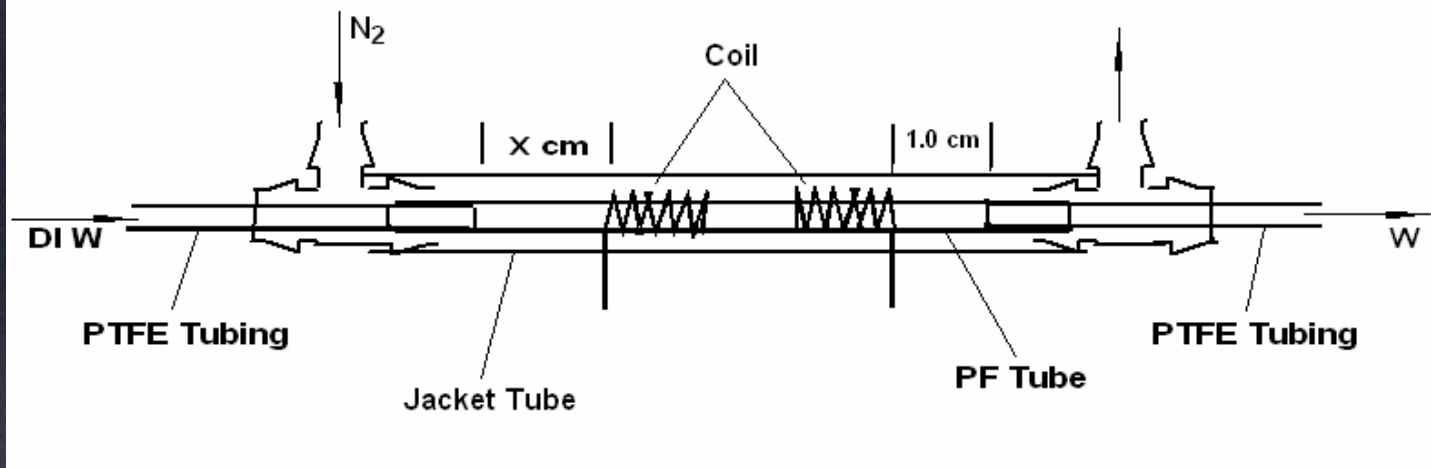 N2
Coil
X cm
1.0 cm
DI W
W
PTFE Tubing
PTFE Tubing
PF Tube
Jacket Tube